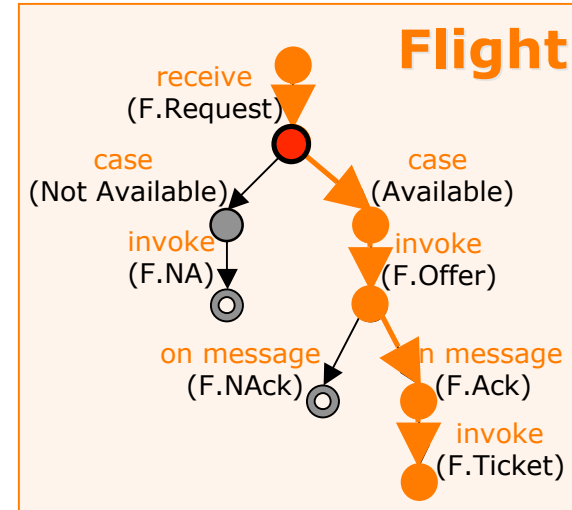 Flight
receive
(F.Request)
case
(Not Available)
case
(Available)
invoke
(F.NA)
invoke
(F.Offer)
on message
(F.NAck)
n message
(F.Ack)
invoke
(F.Ticket)